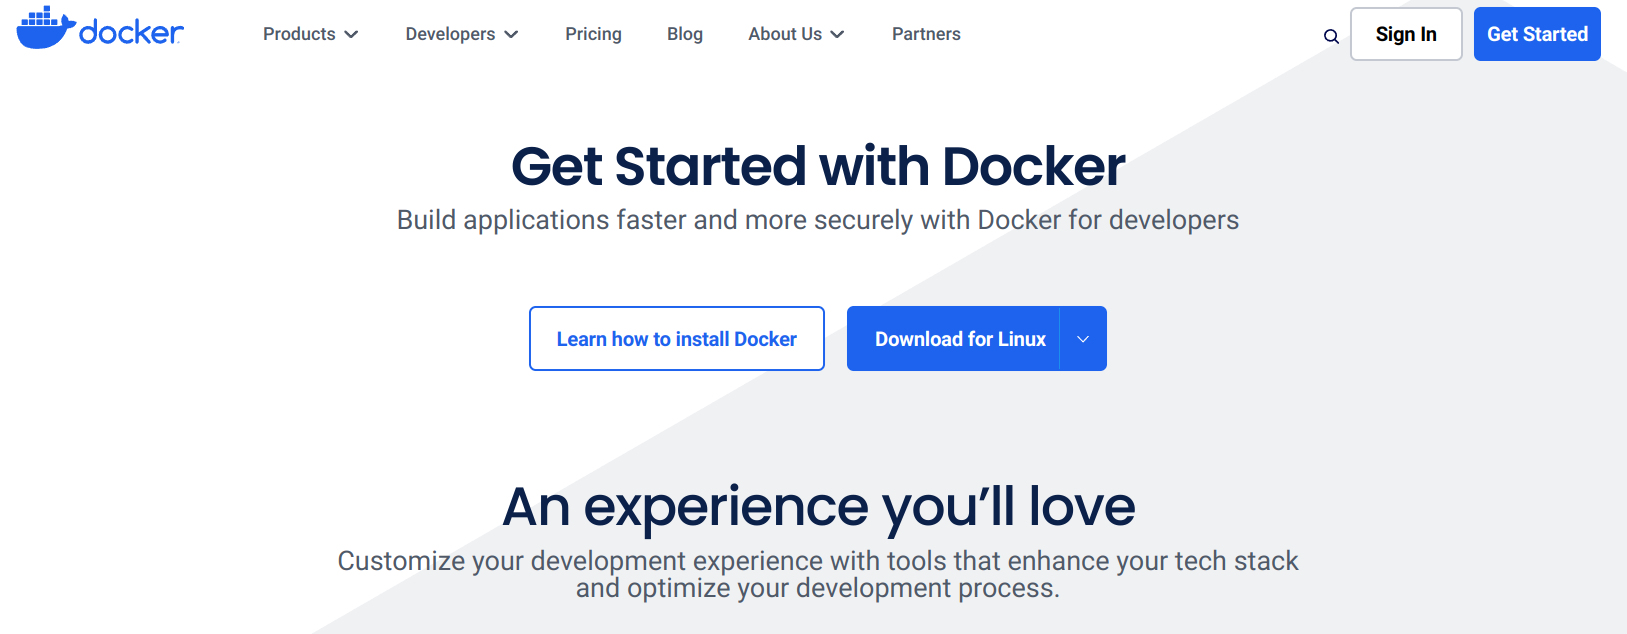 docker
Products
Developers
Pricing
Blog
About Us
Partners
Sign In
Get Started
Get Started with Docker
Build applications faster and more securely with Docker for developers
Learn how to install Docker
Download for Linux
An experience you’ll love
Customize your development experience with tools that enhance your tech stack
and optimize your development process.